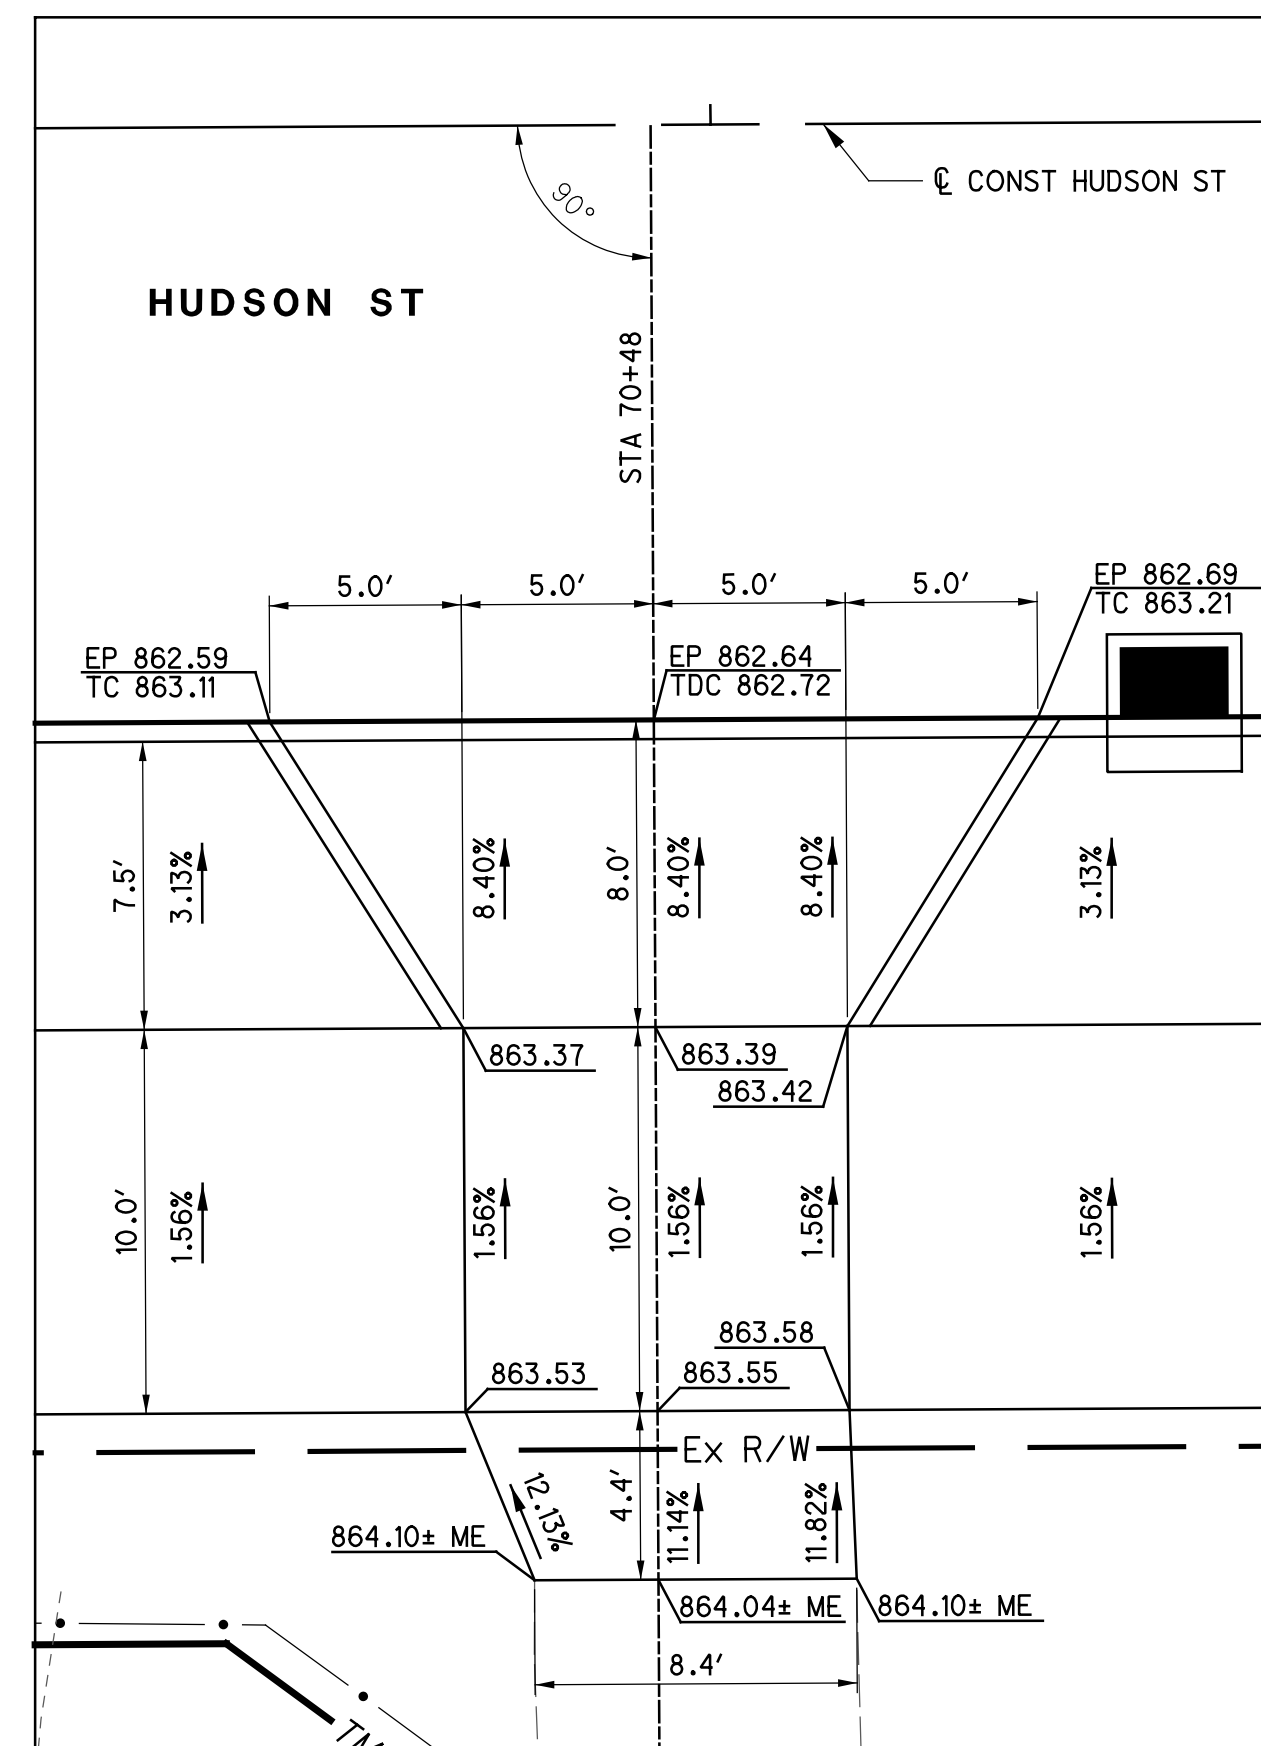 ℄ CONST HUDSON ST
90°
HUDSON ST
STA 70+48
5.0′
5.0′
5.0′
5.0′
EP 862.69
TC 863.21
EP 862.59
TC 863.11
EP 862.64
TDC 862.72
7.5′
3.13%
8.40%
8.0′
8.40%
8.40%
3.13%
863.37
863.39
863.42
10.0′
1.56%
1.56%
10.0′
1.56%
1.56%
1.56%
863.58
863.53
863.55
Ex R/W
12.13%
4.4′
11.14%
11.82%
864.10± ME
864.04± ME
864.10± ME
8.4′